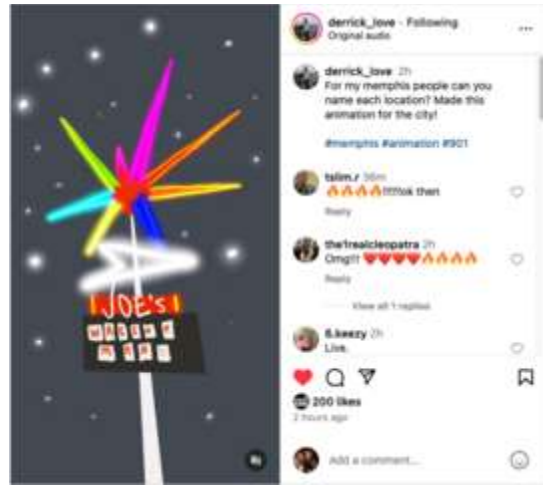 JOE's
derrick_love • Following
Original audio
derrick_love 2h
For my memphis people can you
name each location? Made this
animation for the city!
#memphis #animation #901
tslim.r 36m
🔥🔥🔥🔥!!!!!ok then
Reply
the1realcleopatra 2h
Omg!! ❤️❤️❤️❤️🔥🔥🔥🔥
Reply
View all 1 replies
6.keezy 2h
Live.
200 likes
2 hours ago
Add a comment...